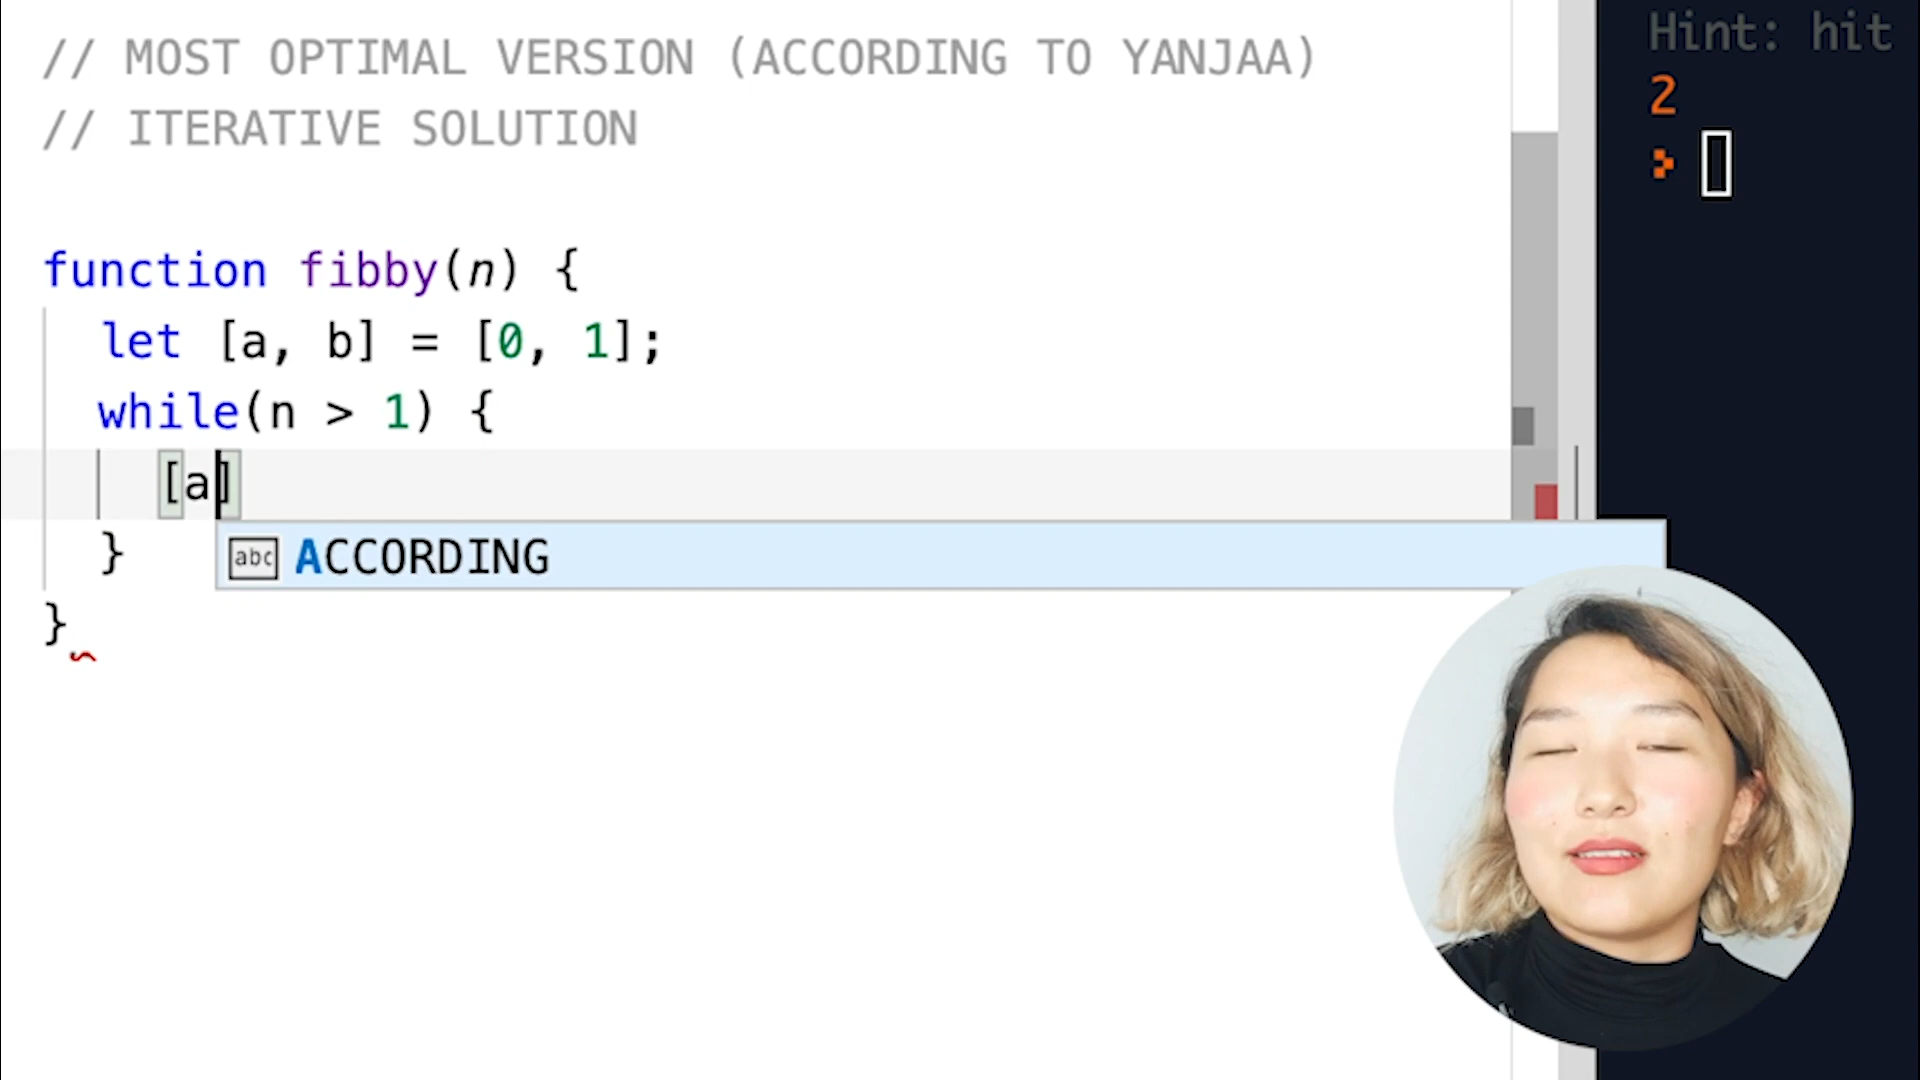 // MOST OPTIMAL VERSION (ACCORDING TO YANJAA)
// ITERATIVE SOLUTION
function fibby(n) {
let [a, b] = [0, 1];
while(n > 1) {
[a]
}
abc ACCORDING
}
Hint: hit
2